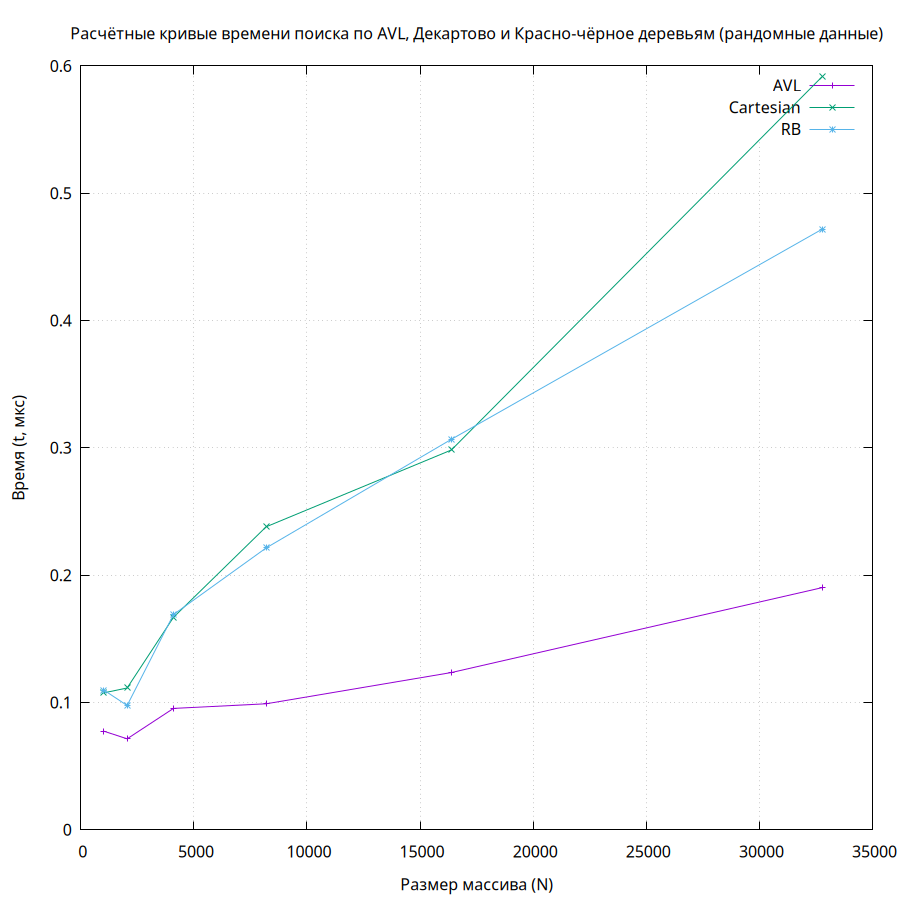 Расчётные кривые времени поиска по AVL, Декартово и Красно-чёрное деревьям (рандомные данные)
0.6
0.5
0.4
0.3
0.2
0.1
0
Время (t, мкс)
AVL
Cartesian
RB
0 5000 10000 15000 20000 25000 30000 35000
Размер массива (N)